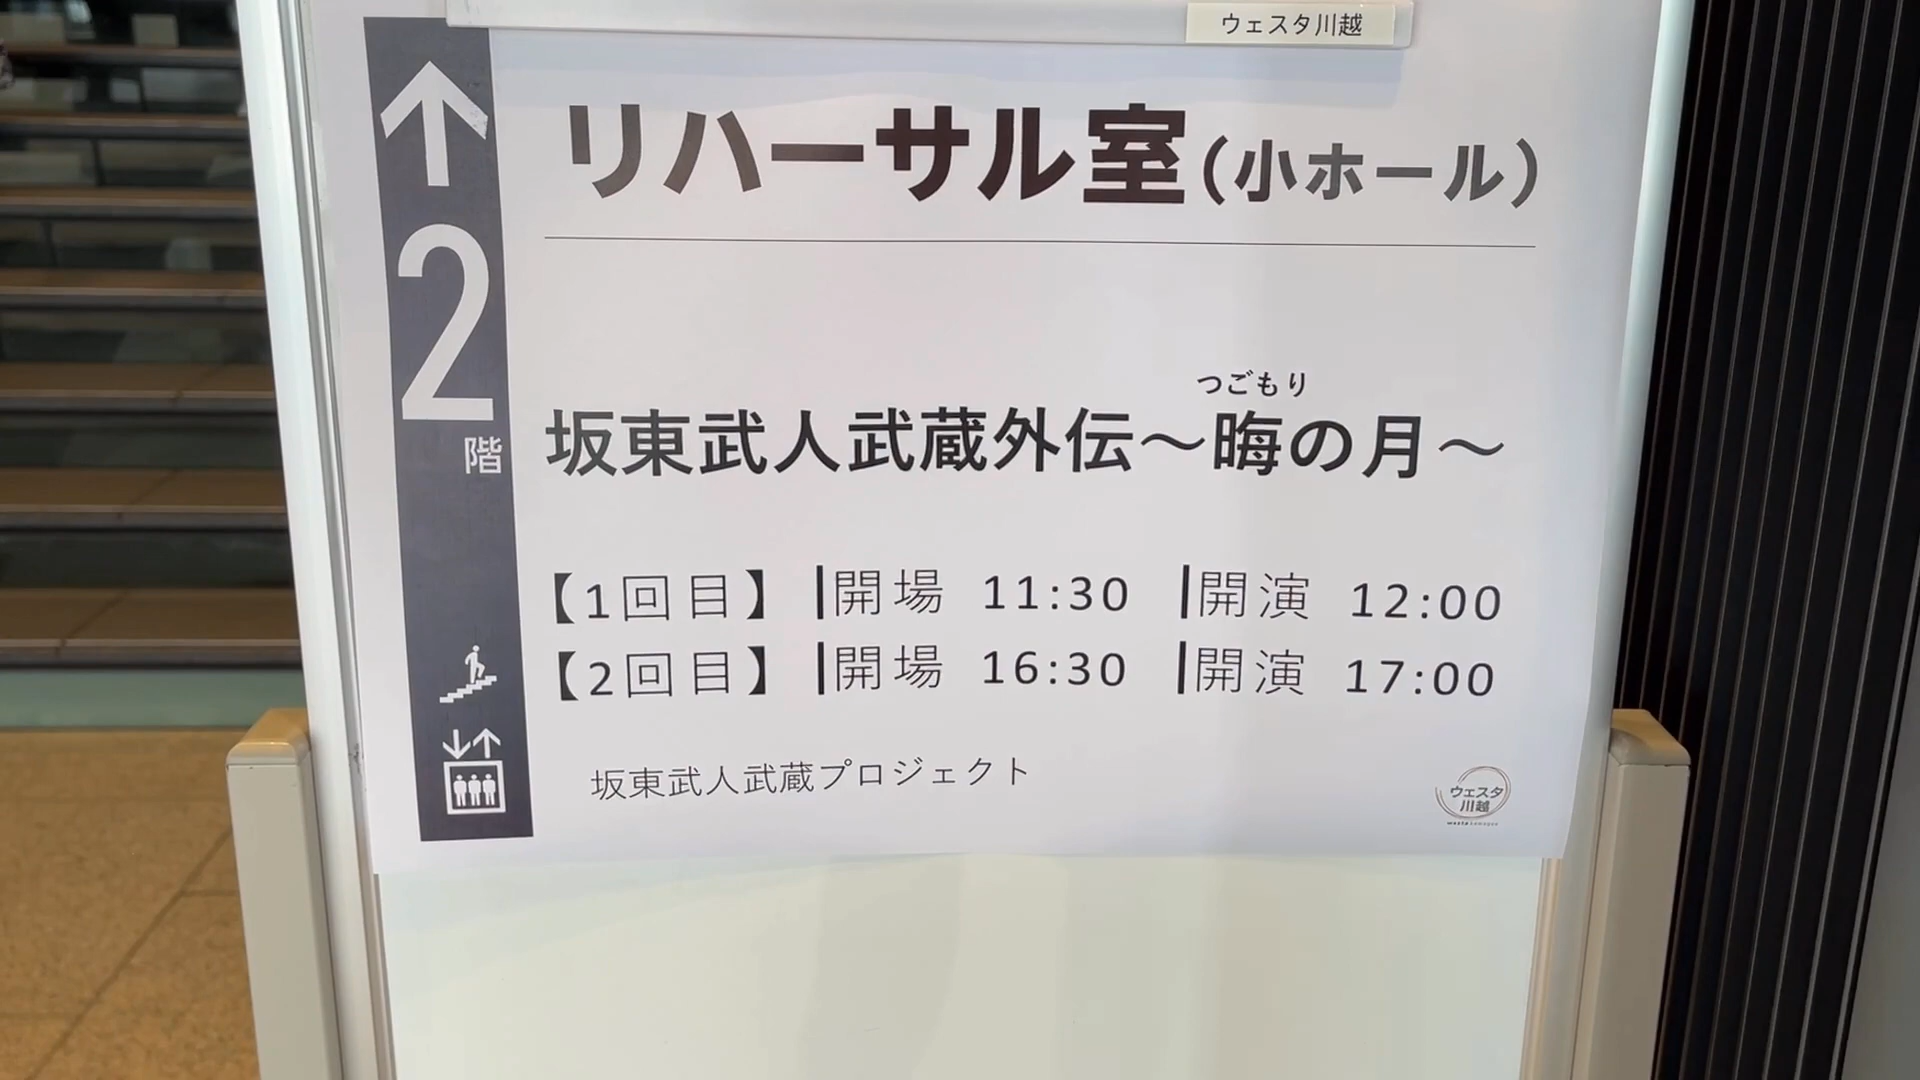 ウェスタ川越
リハーサル室(小ホール)
2
階
つごもり
坂東武人武蔵外伝～晦の月～
【1回目】 |開場 11:30 |開演 12:00
【2回目】 |開場 16:30 |開演 17:00
坂東武人武蔵プロジェクト
ウェスタ
川越
westa kawagoe